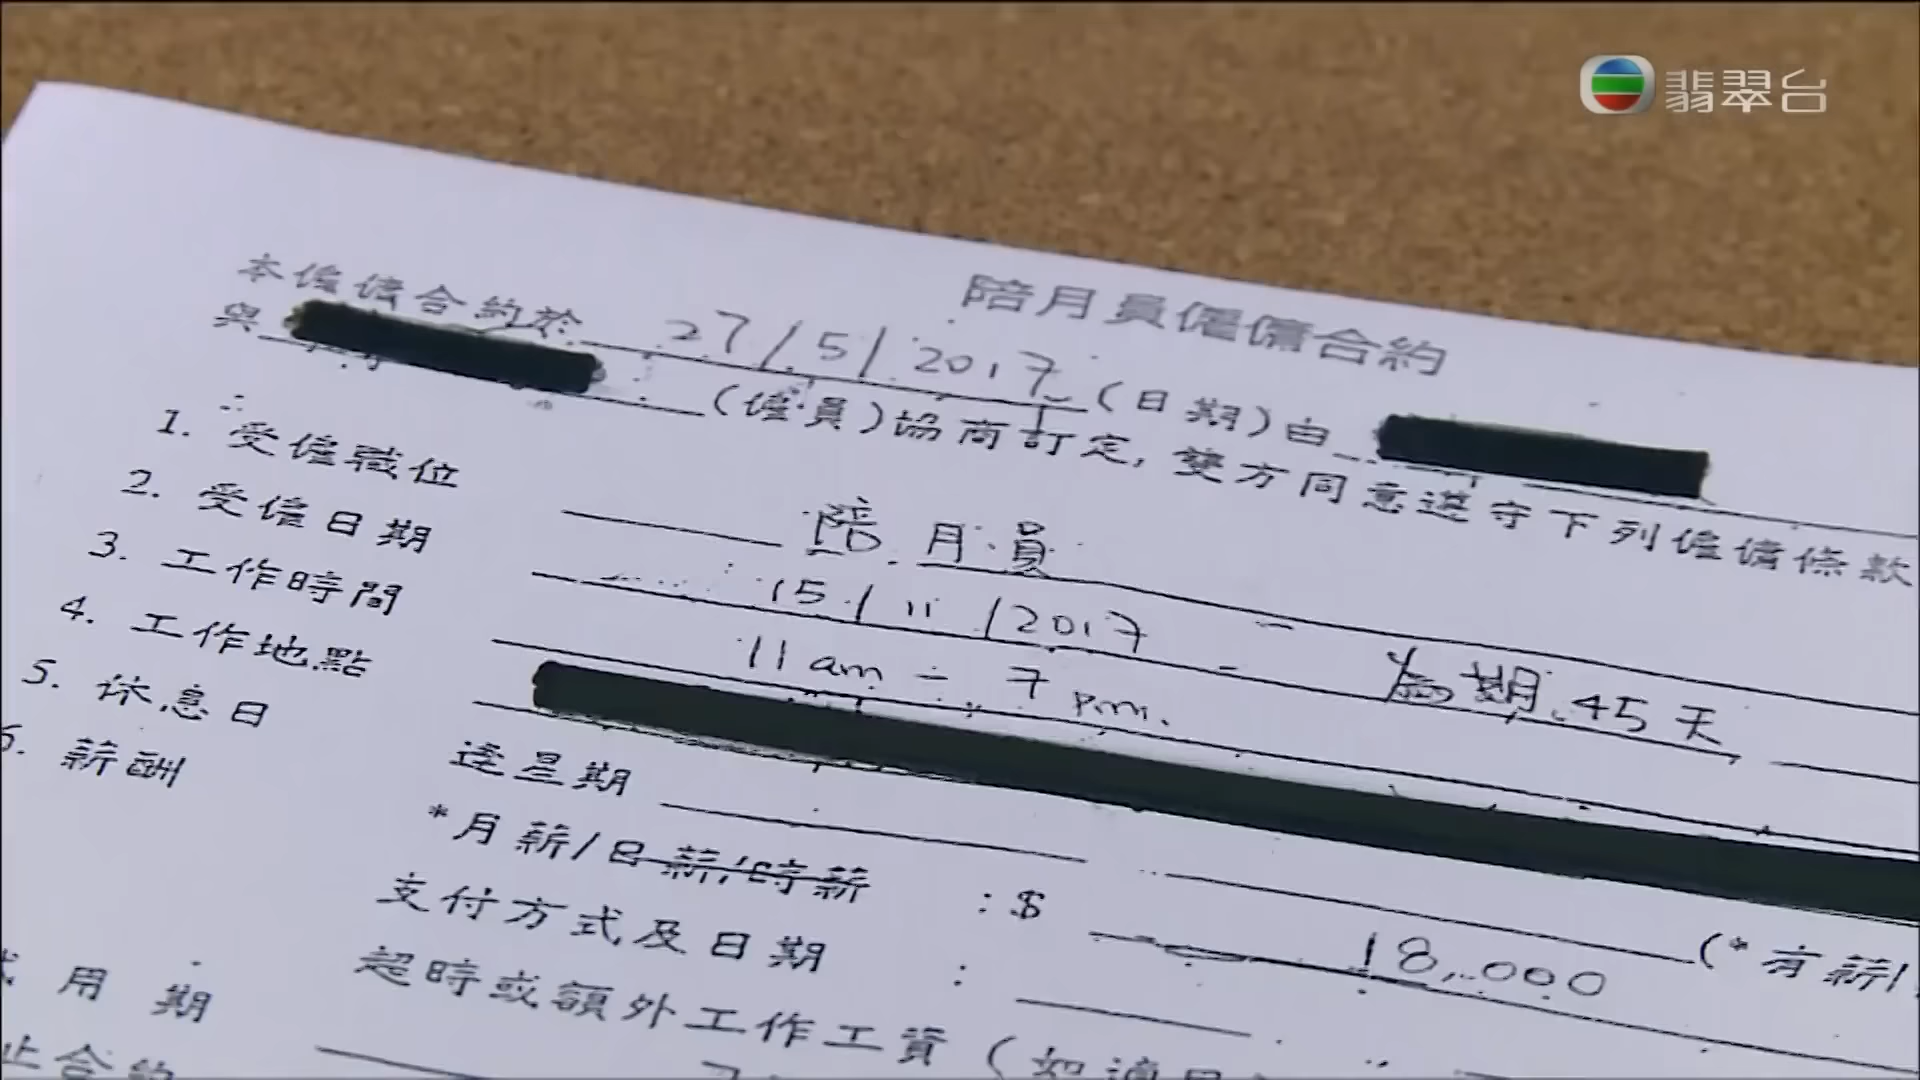 翡翠台
陪月員僱傭合約
本僱傭合約於 27/5/2017 (日期)由
與 (僱員)協商訂定, 雙方同意遵守下列僱傭條款
1. 受僱職位 陪月員
2. 受僱日期 15/11/2017 為期 45天
3. 工作時間 11am - 7pm.
4. 工作地點
5. 休息日 逢星期
6. 薪酬 *月薪/日薪/時薪 : $ 18,000 (*有薪/
支付方式及日期 :
超時或額外工作工資 (如適用
用期
止合約